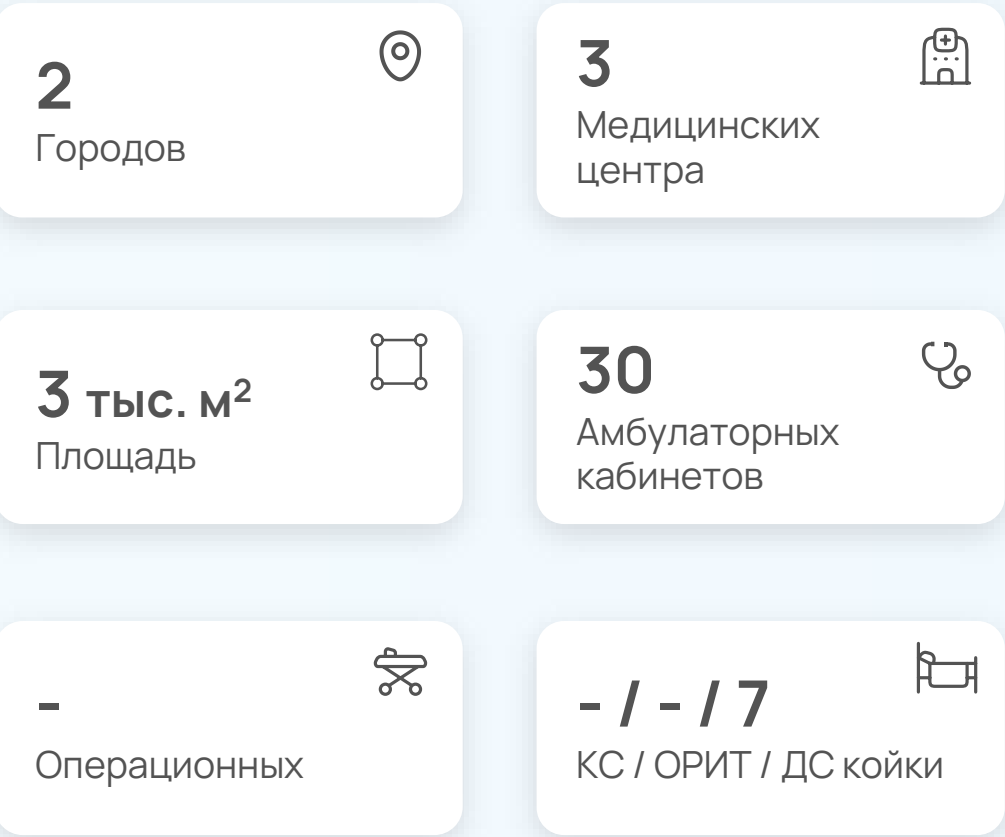 2
Городов
3
Медицинских
центра
3 тыс. м²
Площадь
30
Амбулаторных
кабинетов
-
Операционных
- / - / 7
КС / ОРИТ / ДС койки